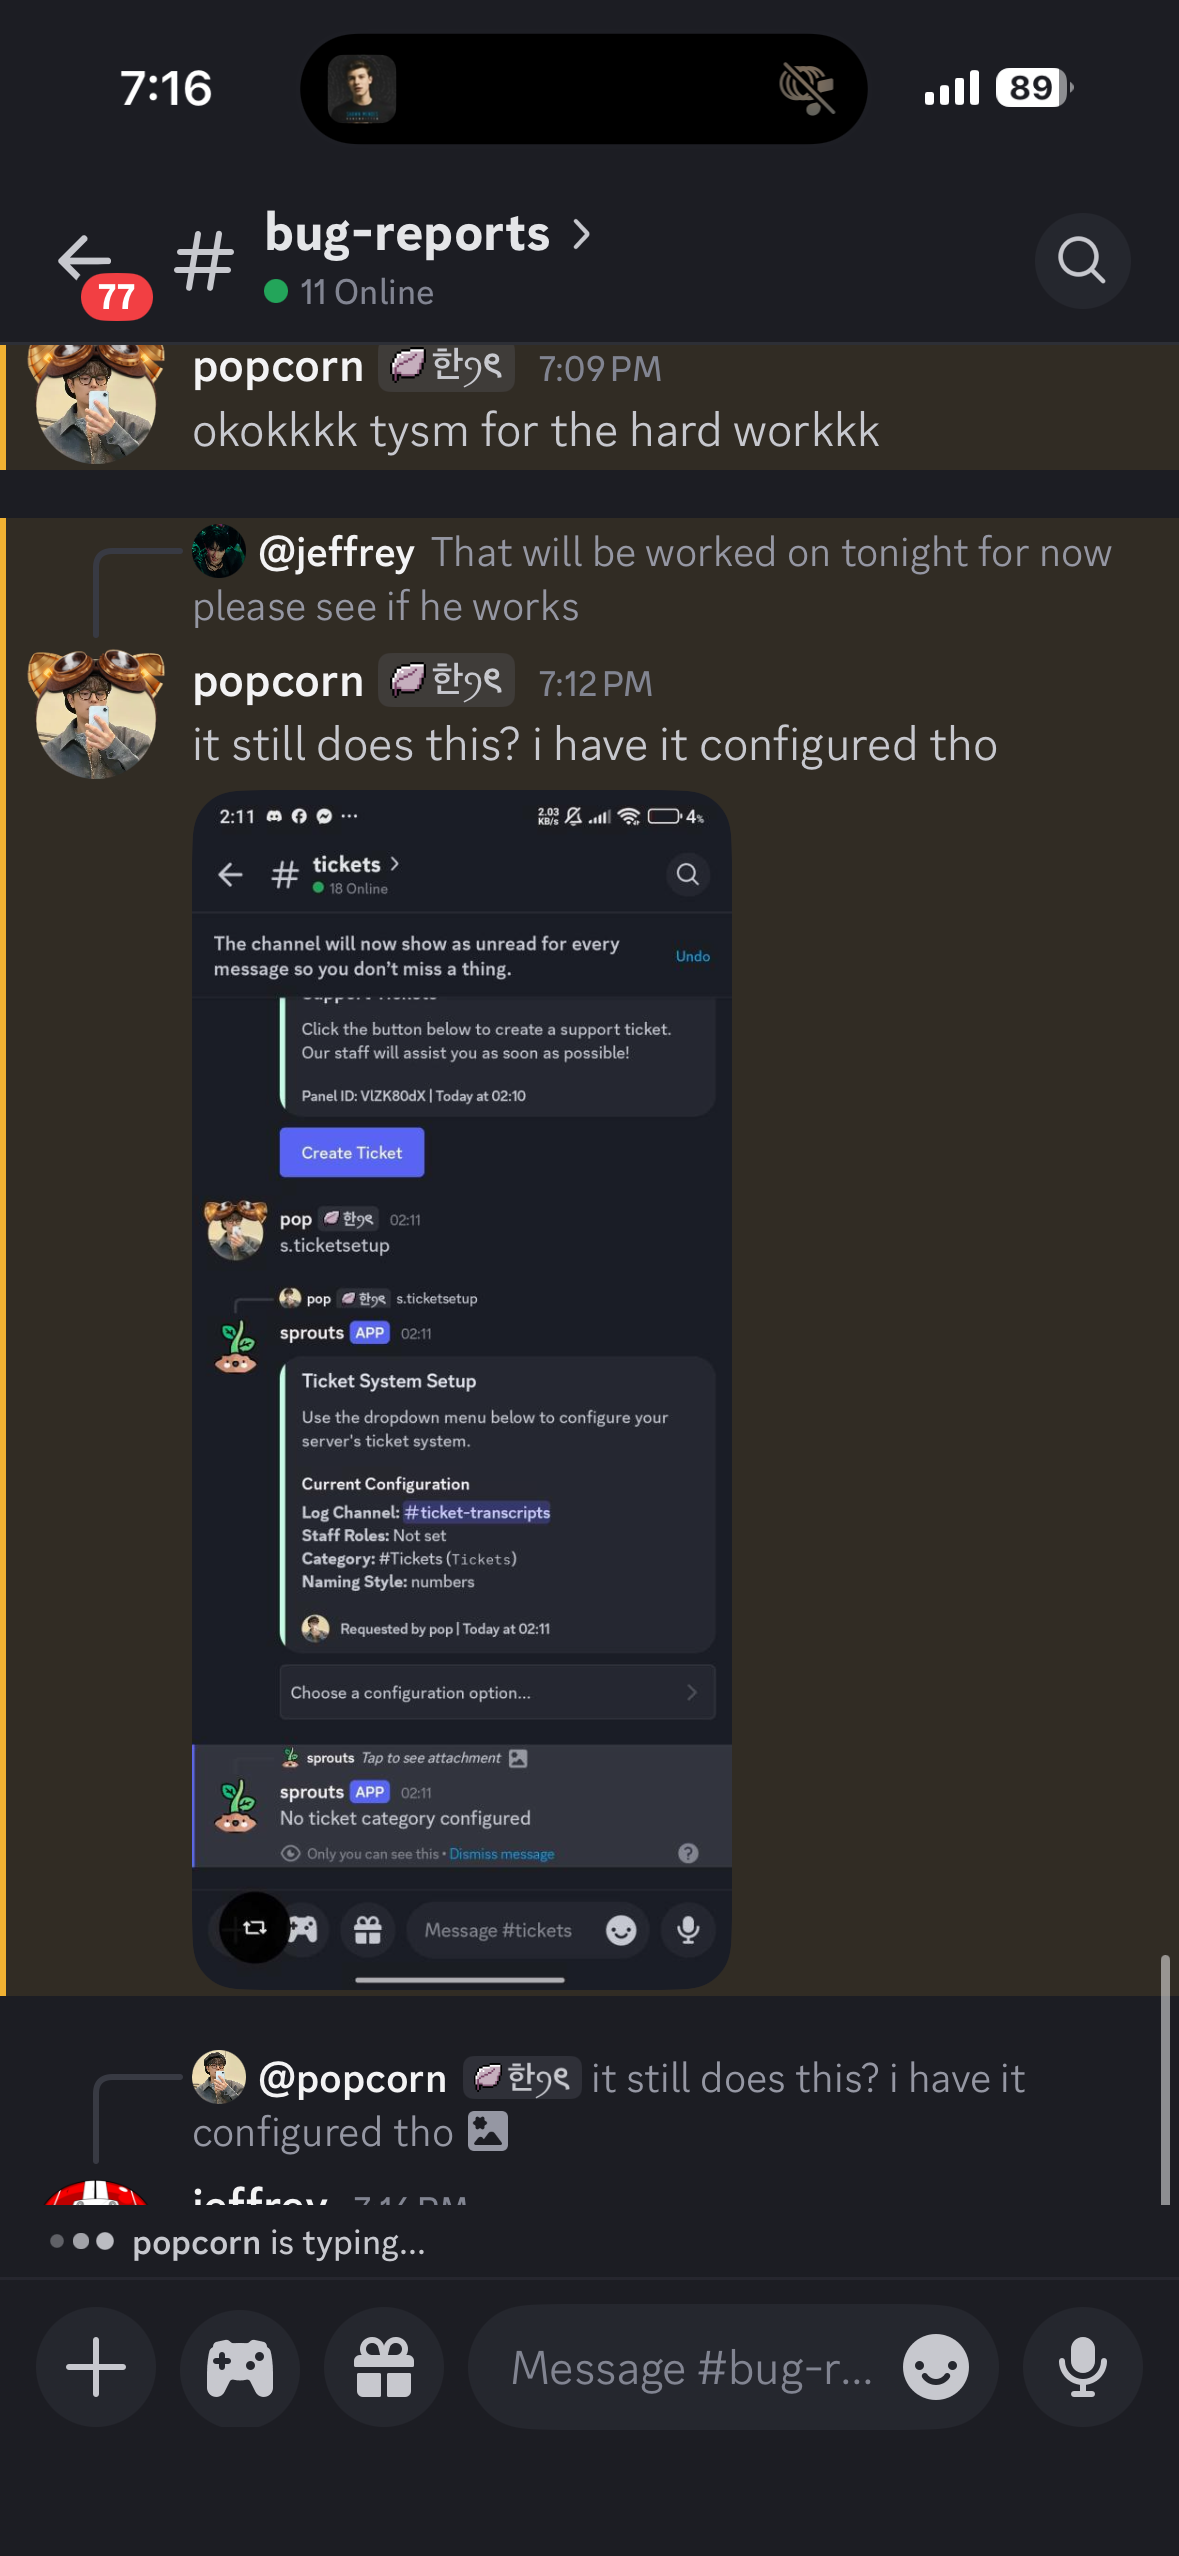 7:16
89
bug-reports
77
11 Online
popcorn 한୨ৎ 7:09 PM
okokkkk tysm for the hard workkk
@jeffrey That will be worked on tonight for now
please see if he works
popcorn 한୨ৎ 7:12 PM
it still does this? i have it configured tho
2:11 ... 2.03 KB/s 4%
tickets
18 Online
The channel will now show as unread for every
message so you don't miss a thing.
Undo
Support Tickets
Click the button below to create a support ticket.
Our staff will assist you as soon as possible!
Panel ID: VlZK80dX | Today at 02:10
Create Ticket
pop 한୨ৎ 02:11
s.ticketsetup
pop 한୨ৎ s.ticketsetup
sprouts APP 02:11
Ticket System Setup
Use the dropdown menu below to configure your
server's ticket system.
Current Configuration
Log Channel: #ticket-transcripts
Staff Roles: Not set
Category: #Tickets (Tickets)
Naming Style: numbers
Requested by pop | Today at 02:11
Choose a configuration option...
sprouts Tap to see attachment
sprouts APP 02:11
No ticket category configured
Only you can see this • Dismiss message
Message #tickets
@popcorn 한୨ৎ it still does this? i have it
configured tho
jeffrey 7:14 PM
popcorn is typing...
Message #bug-r...